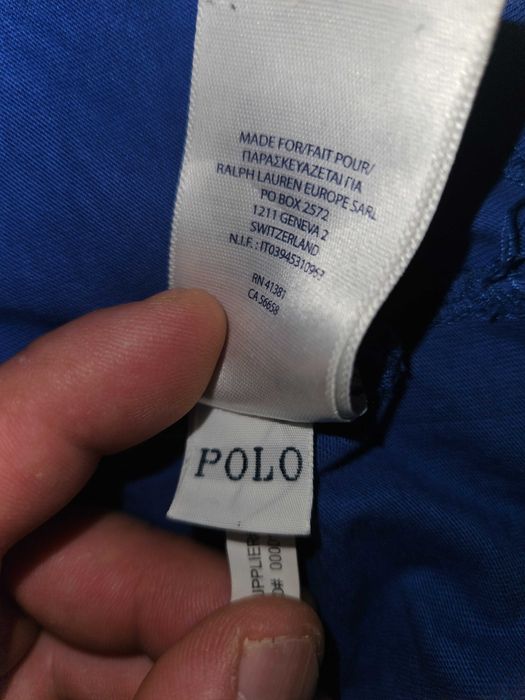 MADE FOR/FAIT POUR/
ΠΑΡΑΣΚΕΥΑΖΕΤΑΙ ΓΙΑ
RALPH LAUREN EUROPE SARL
PO BOX 2572
1211 GENEVA 2
SWITZERLAND
N.I.F. : IT03945310963
RN 41381
CA 56658
POLO